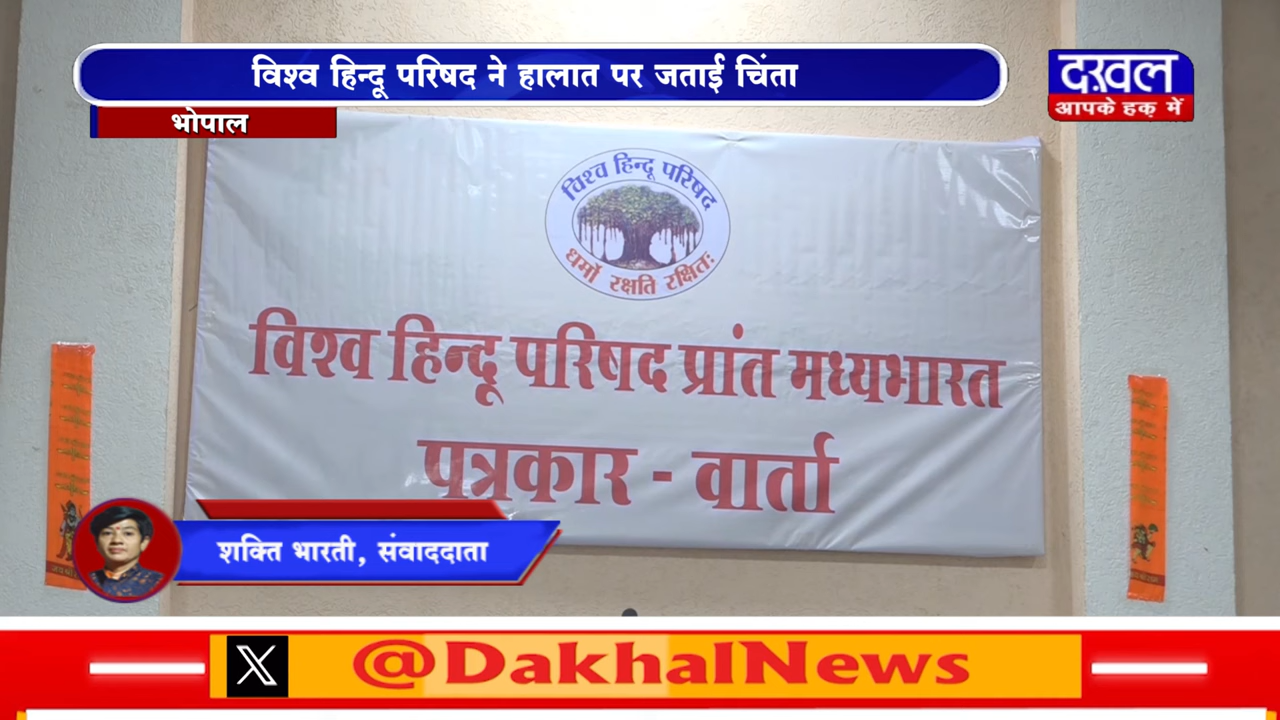 विश्व हिन्दू परिषद ने हालात पर जताई चिंता
भोपाल
दख़ल
आपके हक़ में
विश्व हिन्दू परिषद
धर्मो रक्षति रक्षितः
विश्व हिन्दू परिषद प्रांत मध्यभारत
पत्रकार - वार्ता
शक्ति भारती, संवाददाता
X @DakhalNews